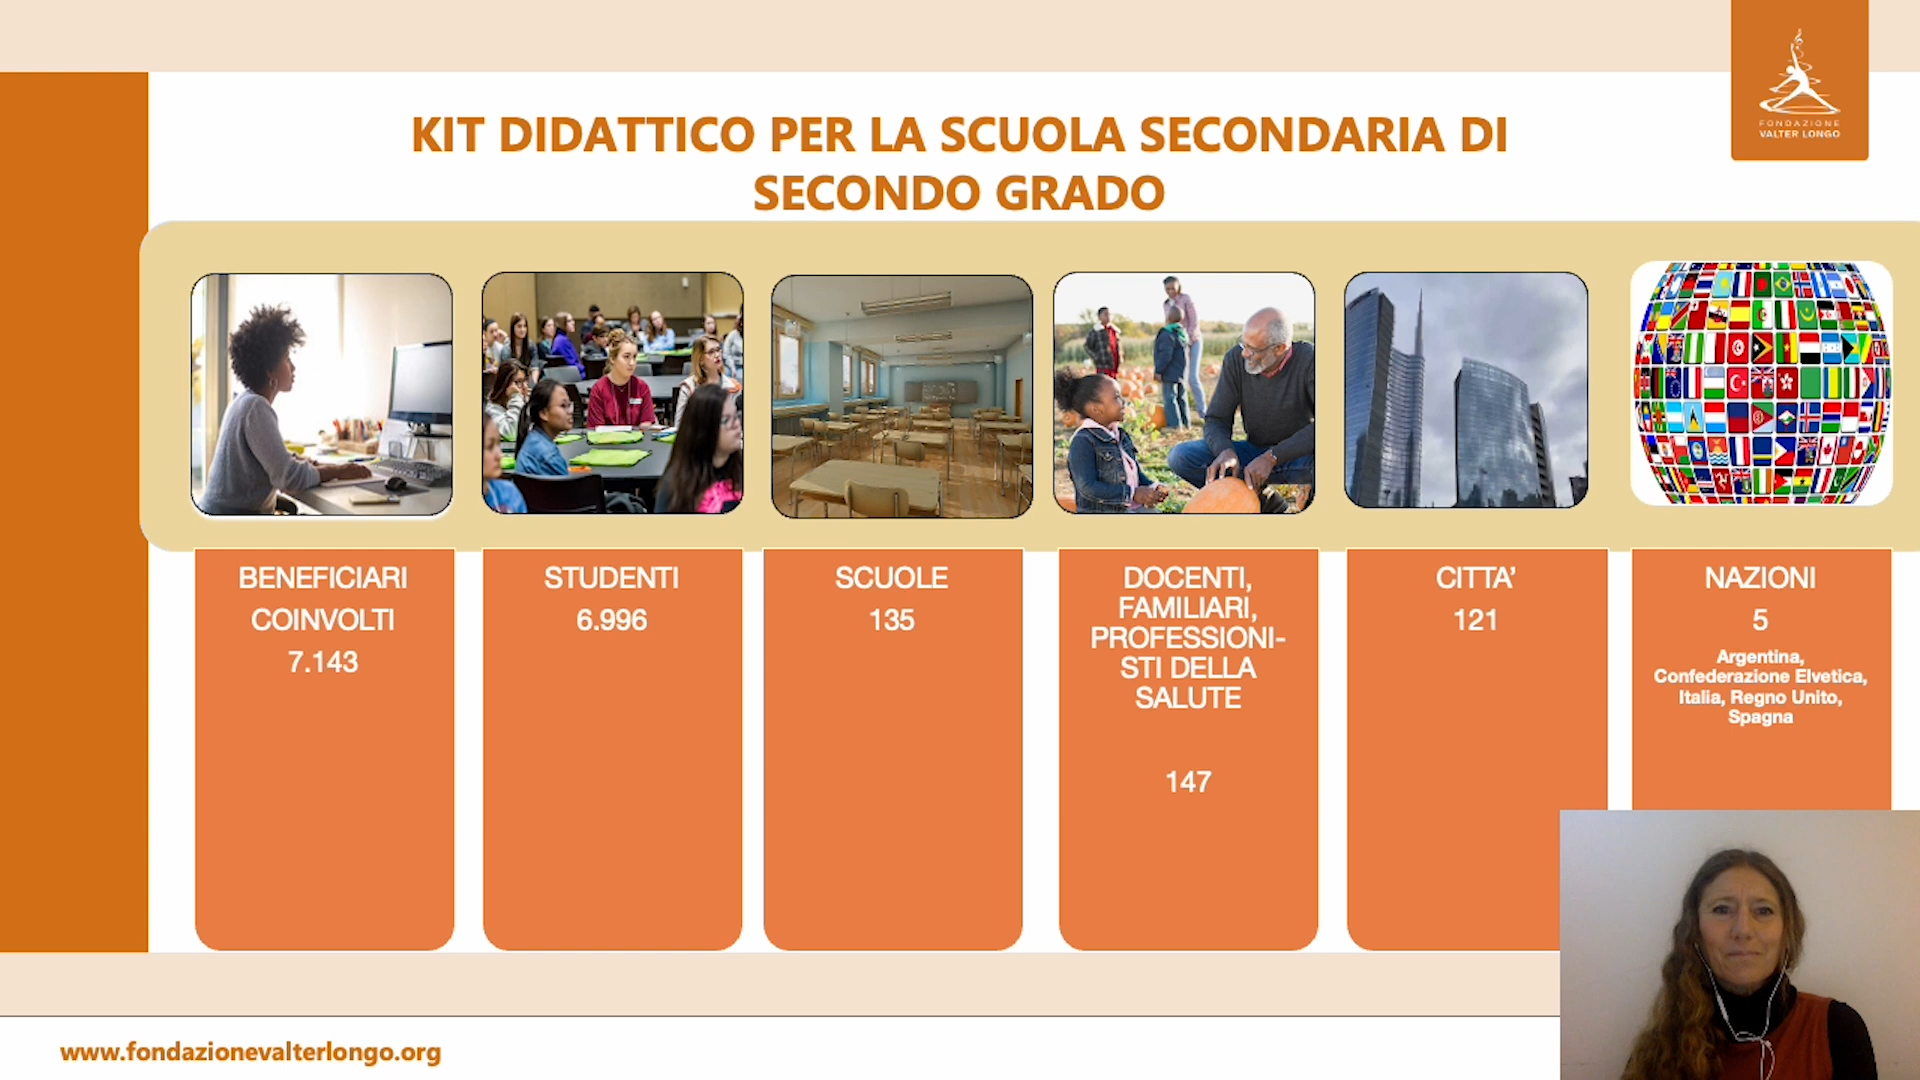 FONDAZIONE
VALTER LONGO
KIT DIDATTICO PER LA SCUOLA SECONDARIA DI
SECONDO GRADO
BENEFICIARI
COINVOLTI
7.143
STUDENTI
6.996
SCUOLE
135
DOCENTI,
FAMILIARI,
PROFESSIONI-
STI DELLA
SALUTE
147
CITTA’
121
NAZIONI
5
Argentina,
Confederazione Elvetica,
Italia, Regno Unito,
Spagna
www.fondazionevalterlongo.org